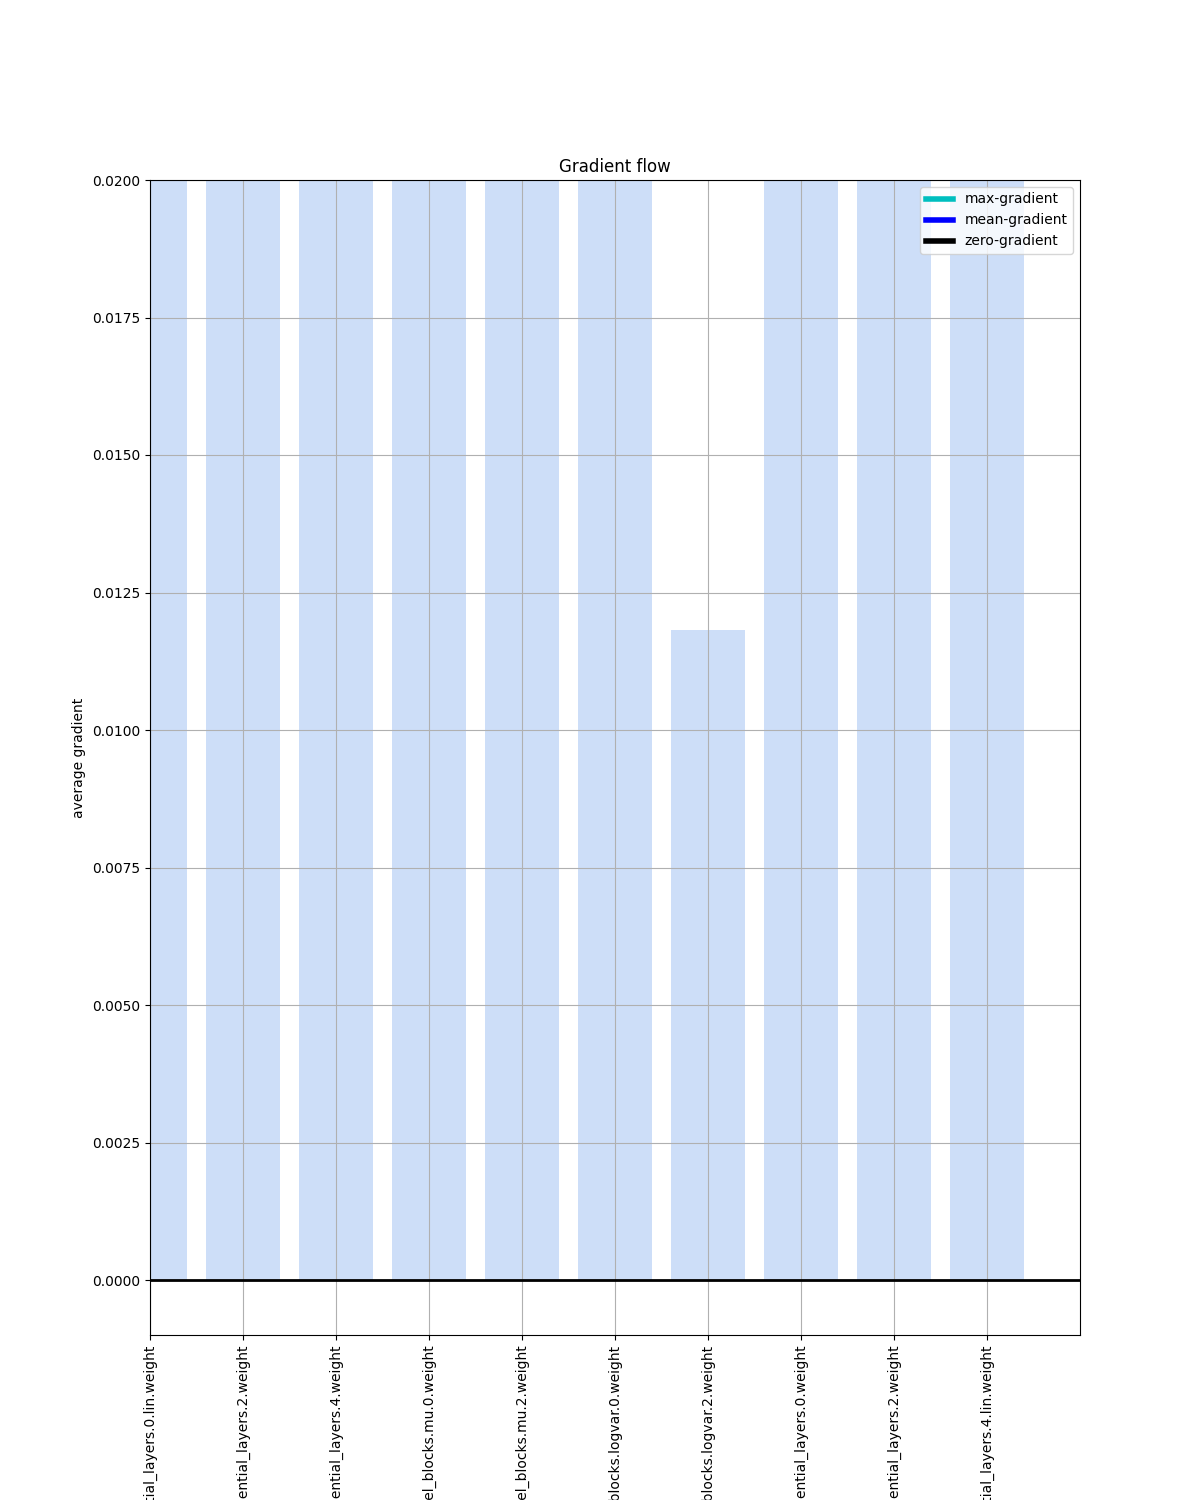 Gradient flow
max-gradient
mean-gradient
zero-gradient
0.0200
0.0175
0.0150
0.0125
0.0100
0.0075
0.0050
0.0025
0.0000
average gradient
tial_layers.0.lin.weight
ential_layers.2.weight
ential_layers.4.weight
el_blocks.mu.0.weight
el_blocks.mu.2.weight
blocks.logvar.0.weight
blocks.logvar.2.weight
ential_layers.0.weight
ential_layers.2.weight
tial_layers.4.lin.weight